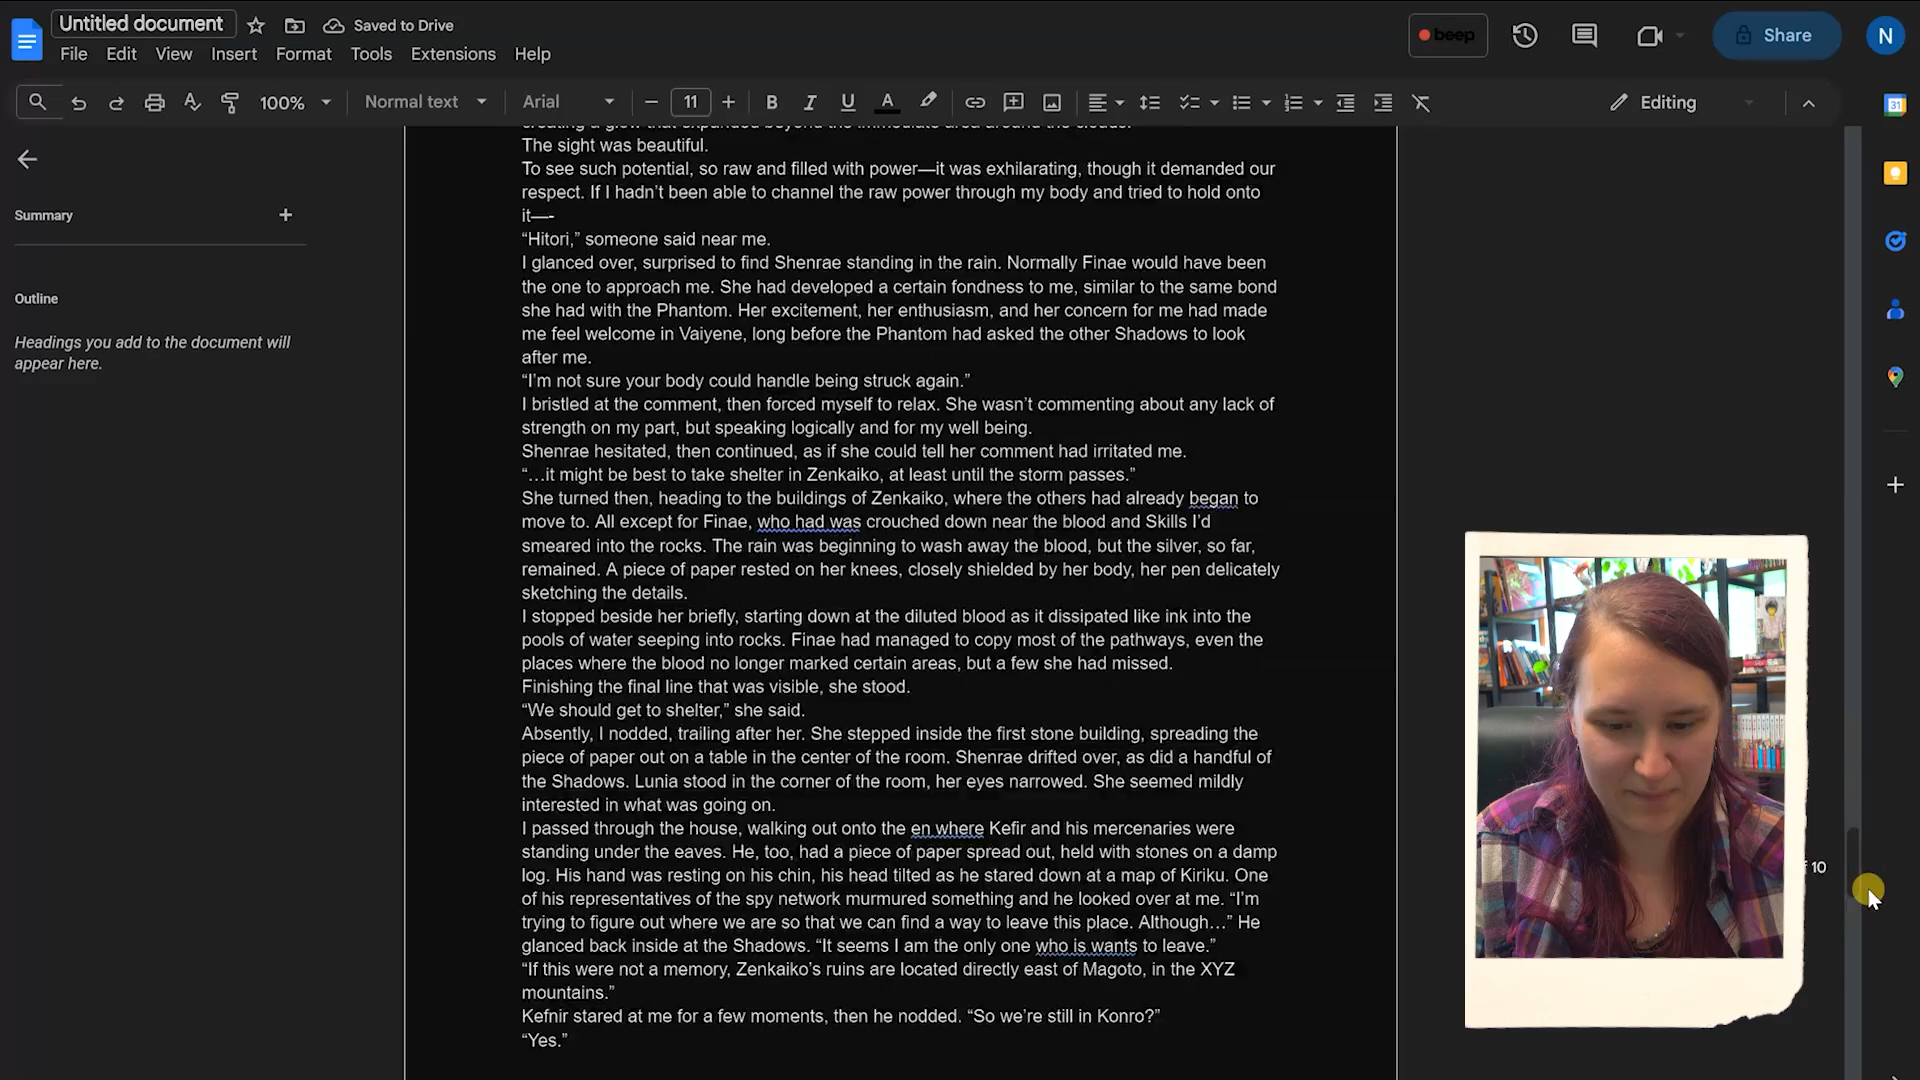 Untitled document
Saved to Drive
File Edit View Insert Format Tools Extensions Help
beep
Share
N
100% Normal text Arial 11 Editing
31
Summary
Outline
Headings you add to the document will
appear here.
creating a glow that expanded beyond the immediate area around the clouds.
The sight was beautiful.
To see such potential, so raw and filled with power—it was exhilarating, though it demanded our
respect. If I hadn’t been able to channel the raw power through my body and tried to hold onto
it—-
“Hitori,” someone said near me.
I glanced over, surprised to find Shenrae standing in the rain. Normally Finae would have been
the one to approach me. She had developed a certain fondness to me, similar to the same bond
she had with the Phantom. Her excitement, her enthusiasm, and her concern for me had made
me feel welcome in Vaiyene, long before the Phantom had asked the other Shadows to look
after me.
“I’m not sure your body could handle being struck again.”
I bristled at the comment, then forced myself to relax. She wasn’t commenting about any lack of
strength on my part, but speaking logically and for my well being.
Shenrae hesitated, then continued, as if she could tell her comment had irritated me.
“…it might be best to take shelter in Zenkaiko, at least until the storm passes.”
She turned then, heading to the buildings of Zenkaiko, where the others had already began to
move to. All except for Finae, who had was crouched down near the blood and Skills I’d
smeared into the rocks. The rain was beginning to wash away the blood, but the silver, so far,
remained. A piece of paper rested on her knees, closely shielded by her body, her pen delicately
sketching the details.
I stopped beside her briefly, starting down at the diluted blood as it dissipated like ink into the
pools of water seeping into rocks. Finae had managed to copy most of the pathways, even the
places where the blood no longer marked certain areas, but a few she had missed.
Finishing the final line that was visible, she stood.
“We should get to shelter,” she said.
Absently, I nodded, trailing after her. She stepped inside the first stone building, spreading the
piece of paper out on a table in the center of the room. Shenrae drifted over, as did a handful of
the Shadows. Lunia stood in the corner of the room, her eyes narrowed. She seemed mildly
interested in what was going on.
I passed through the house, walking out onto the en where Kefir and his mercenaries were
standing under the eaves. He, too, had a piece of paper spread out, held with stones on a damp
log. His hand was resting on his chin, his head tilted as he stared down at a map of Kiriku. One
of his representatives of the spy network murmured something and he looked over at me. “I’m
trying to figure out where we are so that we can find a way to leave this place. Although…” He
glanced back inside at the Shadows. “It seems I am the only one who is wants to leave.”
“If this were not a memory, Zenkaiko’s ruins are located directly east of Magoto, in the XYZ
mountains.”
Kefnir stared at me for a few moments, then he nodded. “So we’re still in Konro?”
“Yes.”
10